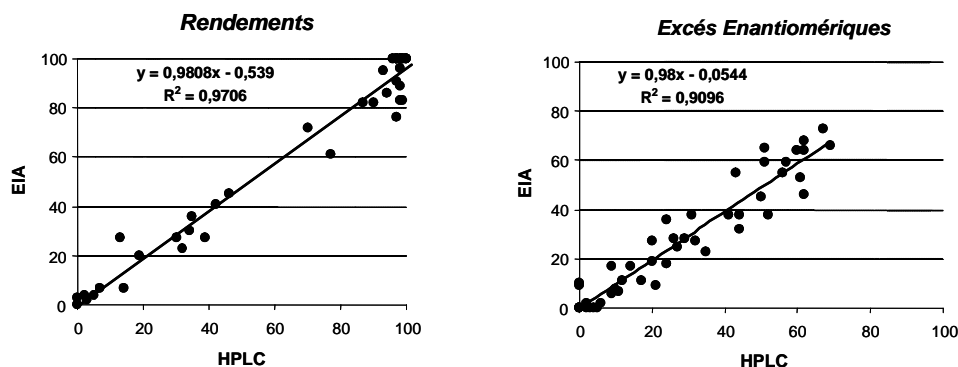 Rendements
y = 0,9808x - 0,539
R² = 0,9706
EIA
100
80
60
40
20
0
0 20 40 60 80 100
HPLC
Excés Enantiomériques
y = 0,98x - 0,0544
R² = 0,9096
EIA
100
80
60
40
20
0
0 20 40 60 80 100
HPLC